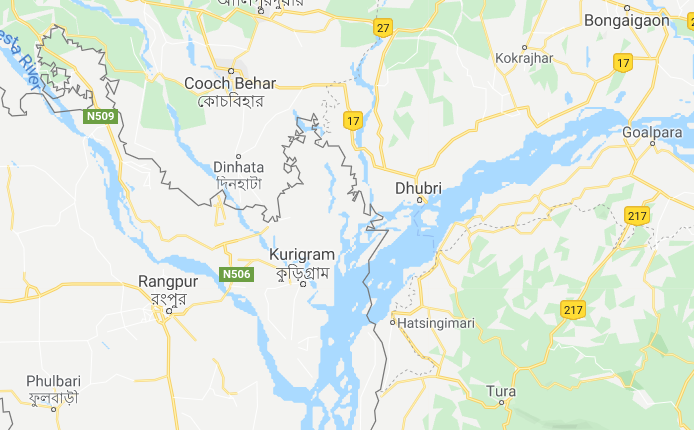 আলিপুরদুয়ার
Bongaigaon
27
Kokrajhar
17
Teesta River
Cooch Behar
কোচবিহার
N509
17
Goalpara
Dinhata
দিনহাটা
Dhubri
217
Kurigram
কুড়িগ্রাম
N506
Rangpur
রংপুর
217
Hatsingimari
Phulbari
ফুলবাড়ী
Tura